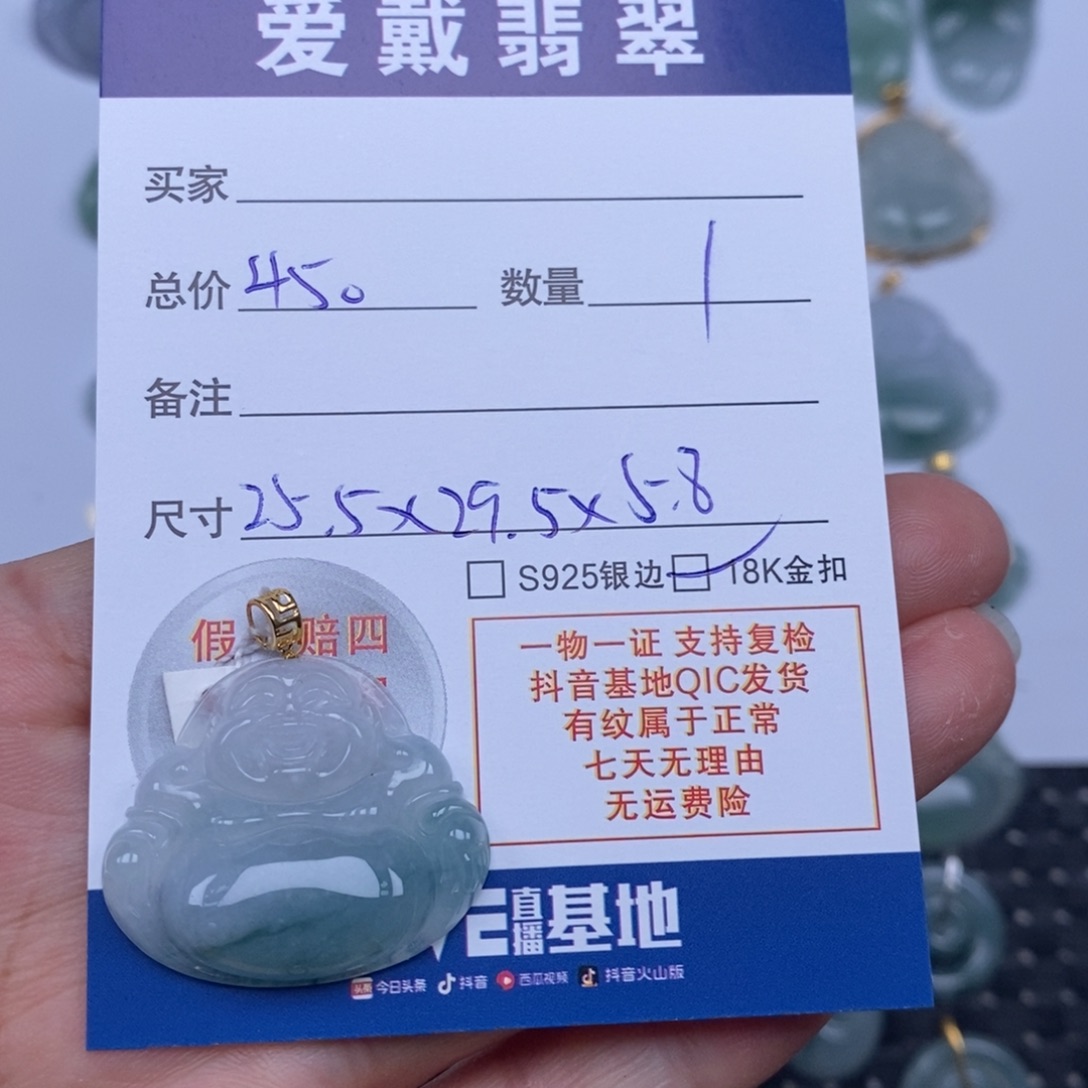 爱戴翡翠
买家
总价 450 数量 1
备注
尺寸 25.5x29.5x5.8
S925银边 18K金扣
假 赔四
一物一证 支持复检
抖音基地QIC发货
有纹属于正常
七天无理由
无运费险
直播基地
头条 今日头条 抖音 西瓜视频 抖音火山版